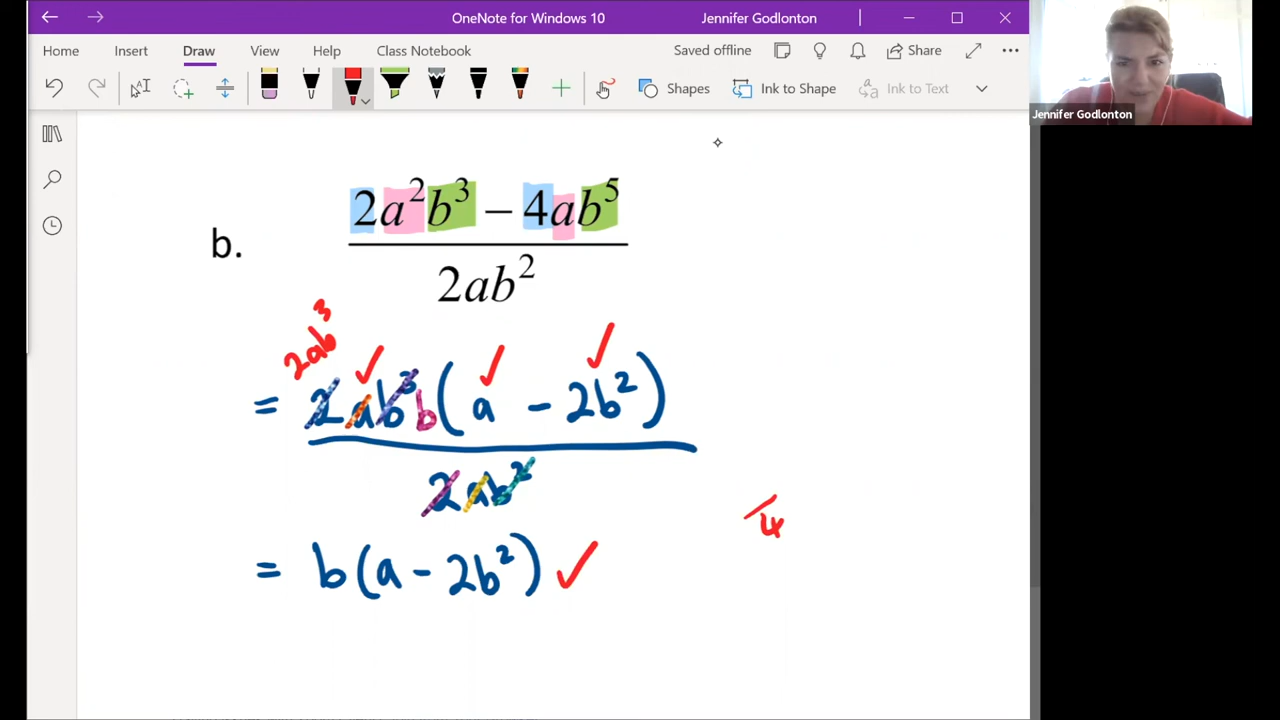 OneNote for Windows 10 Jennifer Godlonton
Home Insert Draw View Help Class Notebook Saved offline Share
Shapes Ink to Shape Ink to Text
Jennifer Godlonton
b. (2a²b³ – 4ab⁵) / 2ab²
2ab³
= 2ab³b(a - 2b²)
2ab²
/4
= b(a - 2b²) ✓